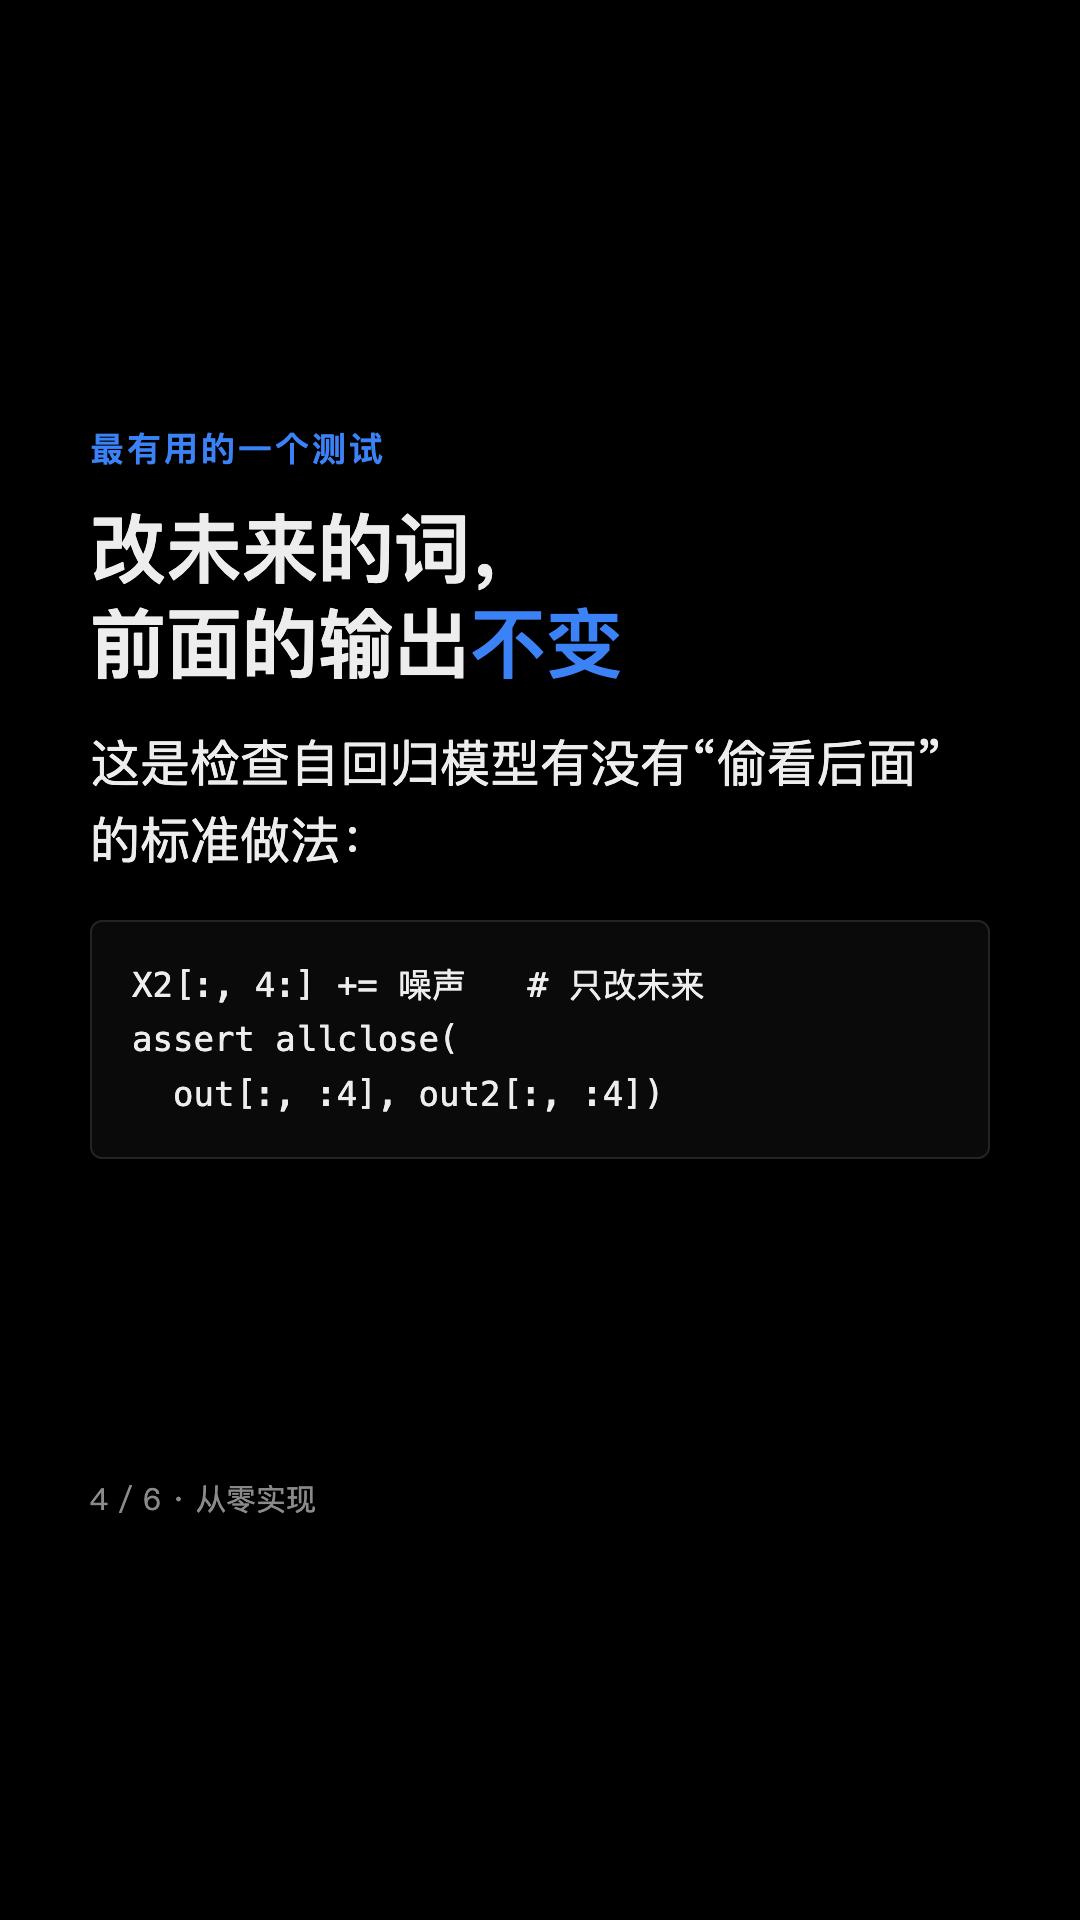 最有用的一个测试
改未来的词，
前面的输出不变
这是检查自回归模型有没有“偷看后面”
的标准做法：
X2[:, 4:] += 噪声   # 只改未来
assert allclose(
  out[:, :4], out2[:, :4])
4 / 6 · 从零实现